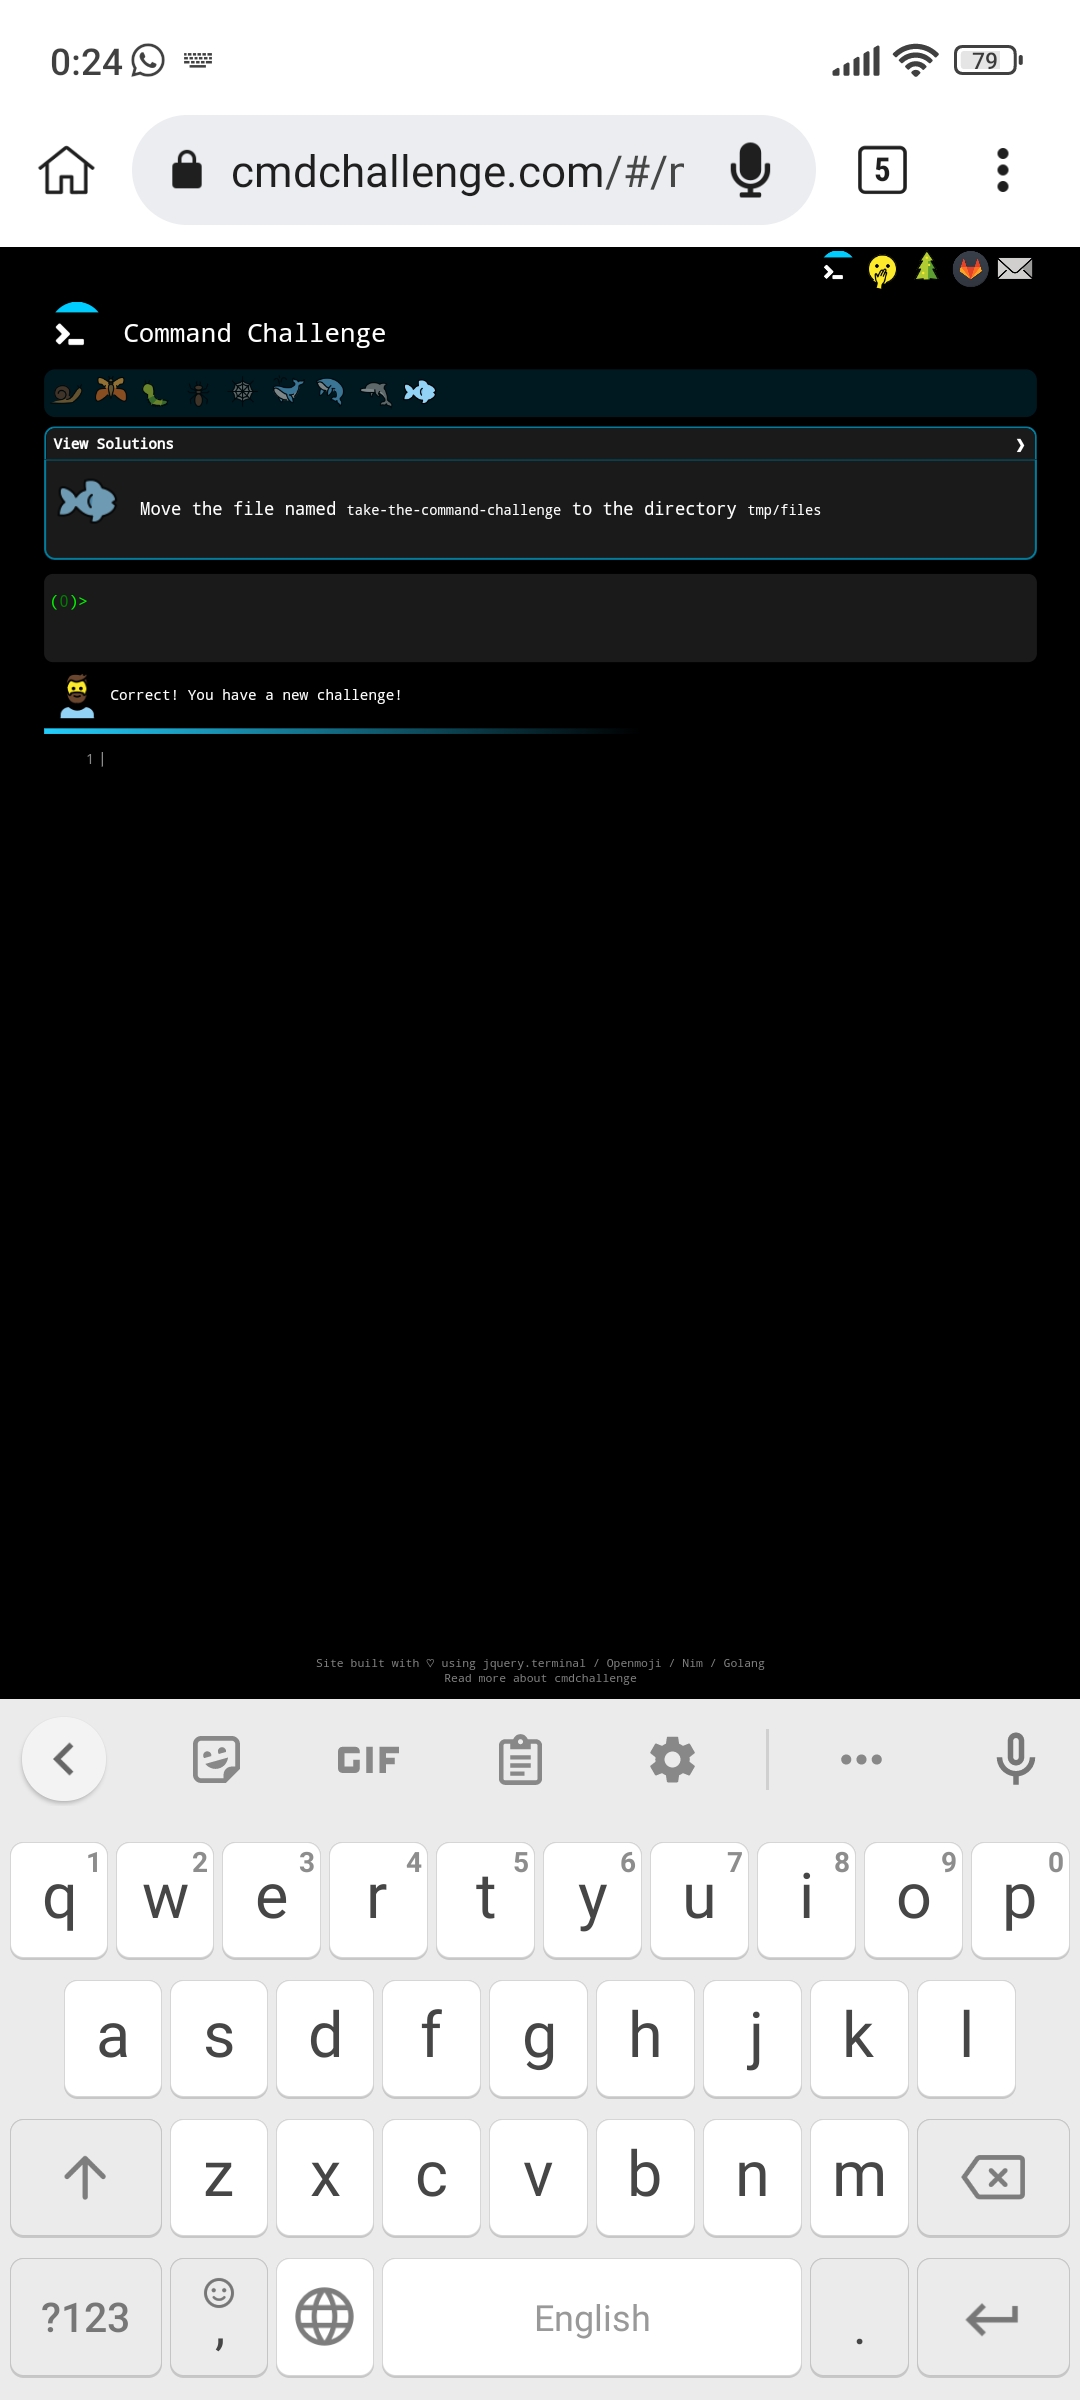 0:24
79
cmdchallenge.com/#/r
5
Command Challenge
View Solutions
Move the file named take-the-command-challenge to the directory tmp/files
(0)>
Correct! You have a new challenge!
1
Site built with ♡ using jquery.terminal / Openmoji / Nim / Golang
Read more about cmdchallenge
GIF
1 2 3 4 5 6 7 8 9 0
q w e r t y u i o p
a s d f g h j k l
z x c v b n m
?123 , English .